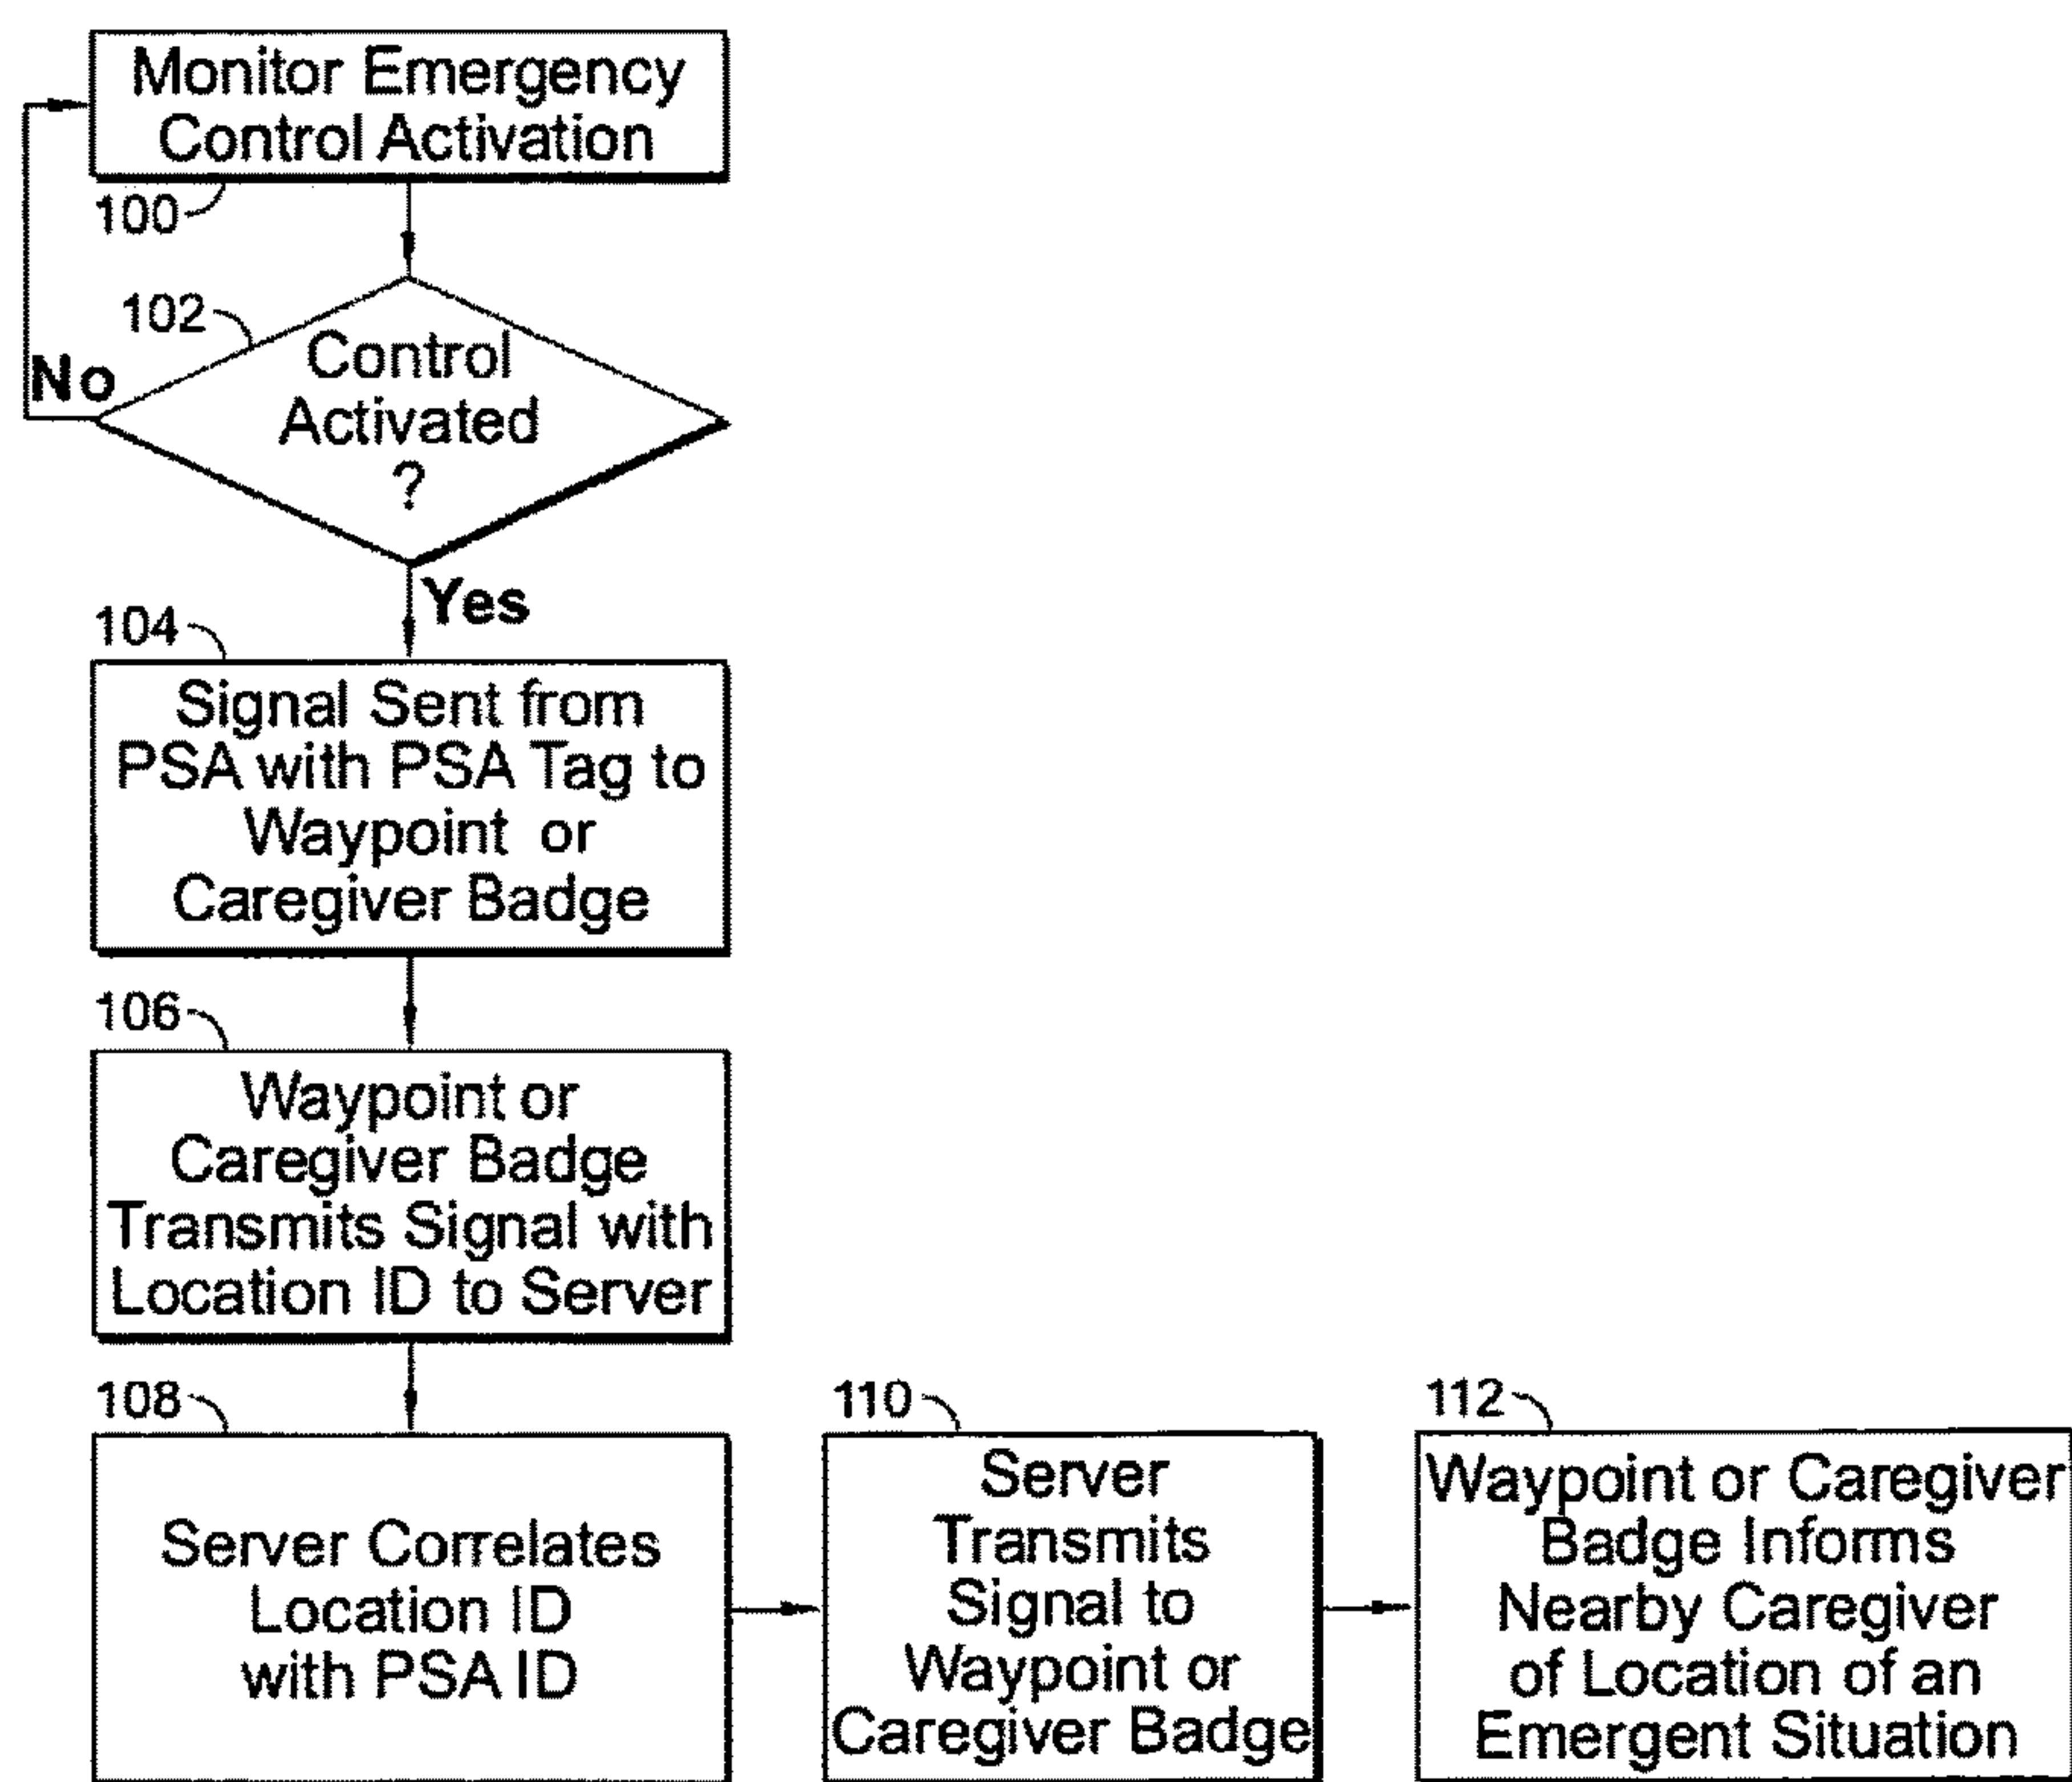 Monitor Emergency
Control Activation
100
102
Control
Activated
?
No
Yes
104
Signal Sent from
PSA with PSA Tag to
Waypoint or
Caregiver Badge
106
Waypoint or
Caregiver Badge
Transmits Signal with
Location ID to Server
108
Server Correlates
Location ID
with PSA ID
110
Server
Transmits
Signal to
Waypoint or
Caregiver Badge
112
Waypoint or Caregiver
Badge Informs
Nearby Caregiver
of Location of an
Emergent Situation